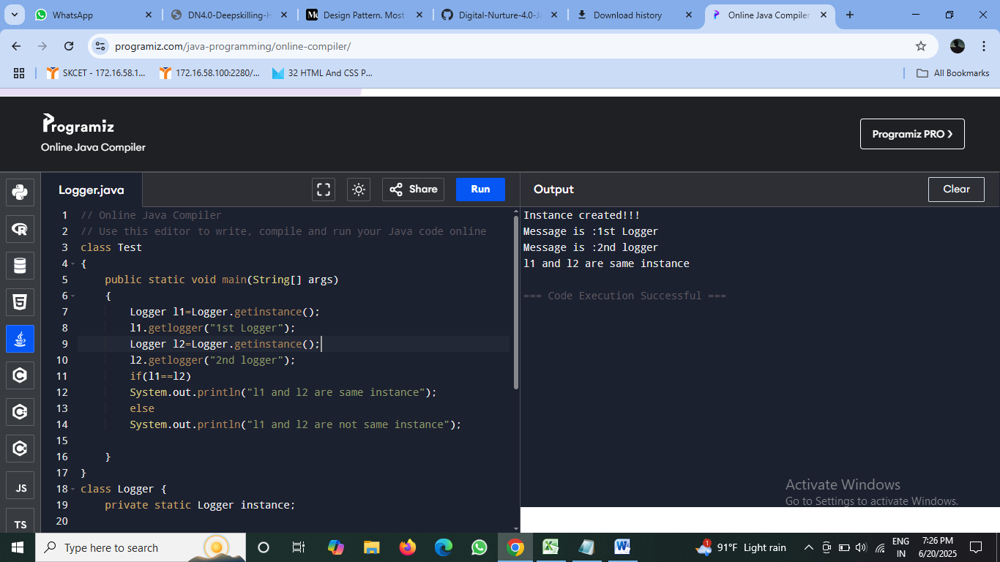 WhatsApp
DN4.0-Deepskilling-H
Design Pattern. Most
Digital-Nurture-4.0-Ja
Download history
Online Java Compiler
programiz.com/java-programming/online-compiler/
SKCET - 172.16.58.1...
172.16.58.100:2280/...
32 HTML And CSS P...
All Bookmarks
Programiz
Online Java Compiler
Programiz PRO ❯
Logger.java
Share
Run
Output
Clear
1 // Online Java Compiler
2 // Use this editor to write, compile and run your Java code online
3 class Test
4 {
5     public static void main(String[] args)
6     {
7         Logger l1=Logger.getinstance();
8         l1.getlogger("1st Logger");
9         Logger l2=Logger.getinstance();
10         l2.getlogger("2nd logger");
11         if(l1==l2)
12         System.out.println("l1 and l2 are same instance");
13         else
14         System.out.println("l1 and l2 are not same instance");
15
16     }
17 }
18 class Logger {
19     private static Logger instance;
20
Instance created!!!
Message is :1st Logger
Message is :2nd logger
l1 and l2 are same instance
=== Code Execution Successful ===
JS
TS
Activate Windows
Go to Settings to activate Windows.
Type here to search
1
91°F Light rain
ENG
IN
7:26 PM
6/20/2025